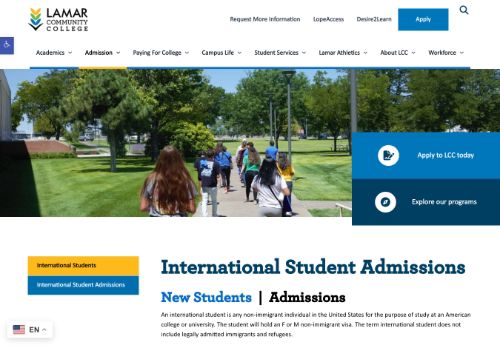 LAMAR
COMMUNITY
COLLEGE
Request More Information LopeAccess Desire2Learn Apply
Academics Admission Paying For College Campus Life Student Services Lamar Athletics About LCC Workforce
Apply to LCC today
Explore our programs
International Students
International Student Admissions
International Student Admissions
New Students | Admissions
An international student is any non-immigrant individual in the United States for the purpose of study at an American
college or university. The student will hold an F or M non-immigrant visa. The term international student does not
include legally admitted immigrants and refugees.
EN